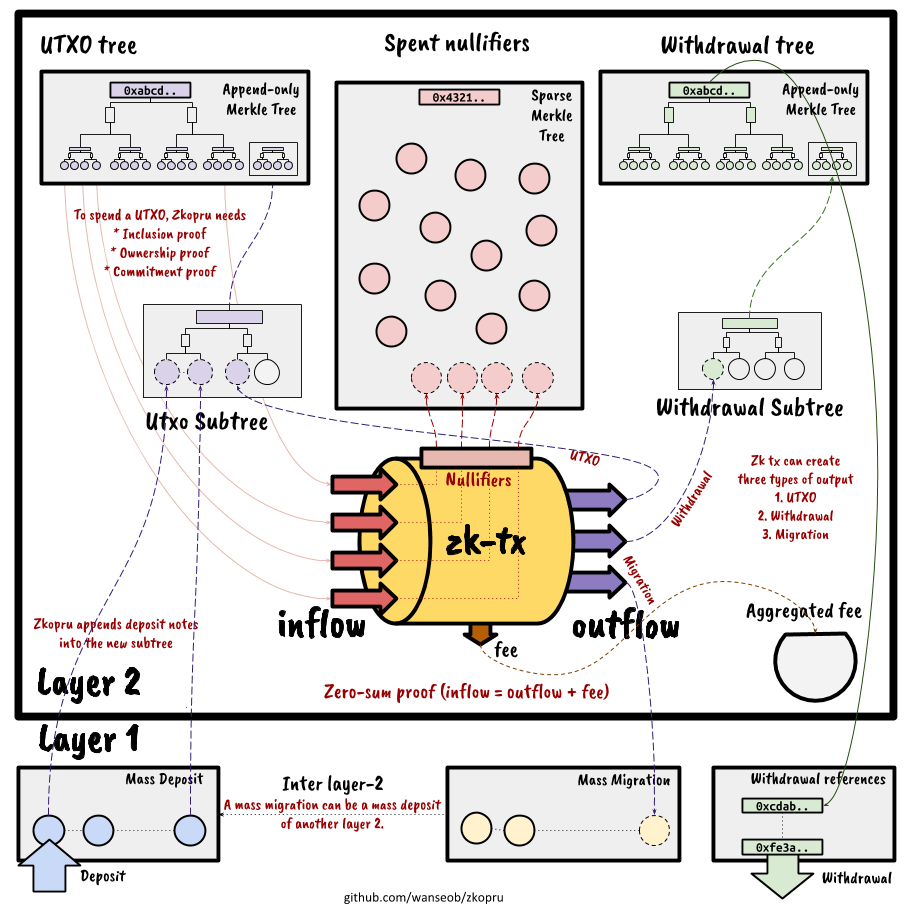 UTXO tree
Spent nullifiers
Withdrawal tree
0xabcd..
Append-only
Merkle Tree
0x4321..
Sparse
Merkle
Tree
0xabcd..
Append-only
Merkle Tree
To spend a UTXO, Zkopru needs
* Inclusion proof
* Ownership proof
* Commitment proof
Utxo Subtree
Withdrawal Subtree
UTXO
Withdrawal
Migration
Zk tx can create
three types of output
1. UTXO
2. Withdrawal
3. Migration
Nullifiers
zk-tx
inflow
outflow
fee
Aggregated fee
Zkopru appends deposit notes
into the new subtree
Zero-sum proof (inflow = outflow + fee)
Layer 2
Layer 1
Mass Deposit
Deposit
Inter layer-2
A mass migration can be a mass deposit
of another layer 2.
Mass Migration
Withdrawal references
0xcdab..
0xfe3a..
Withdrawal
github.com/wanseob/zkopru